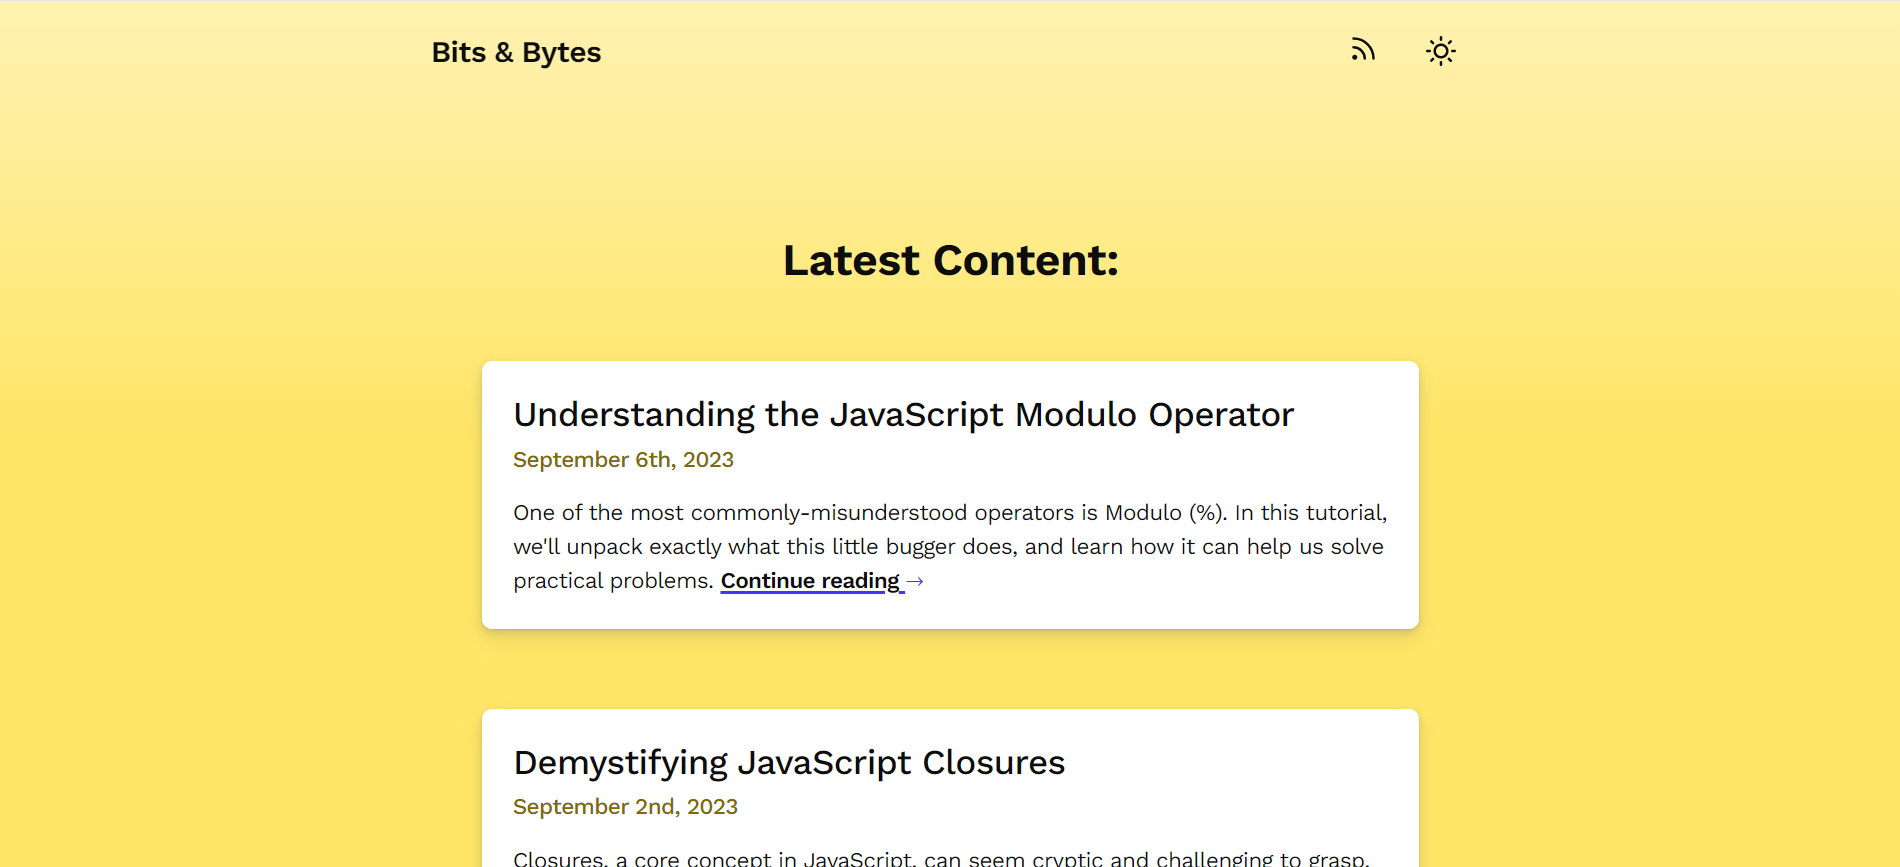 Bits & Bytes
Latest Content:
Understanding the JavaScript Modulo Operator
September 6th, 2023
One of the most commonly-misunderstood operators is Modulo (%). In this tutorial,
we'll unpack exactly what this little bugger does, and learn how it can help us solve
practical problems. Continue reading →
Demystifying JavaScript Closures
September 2nd, 2023
Closures, a core concept in JavaScript, can seem cryptic and challenging to grasp.